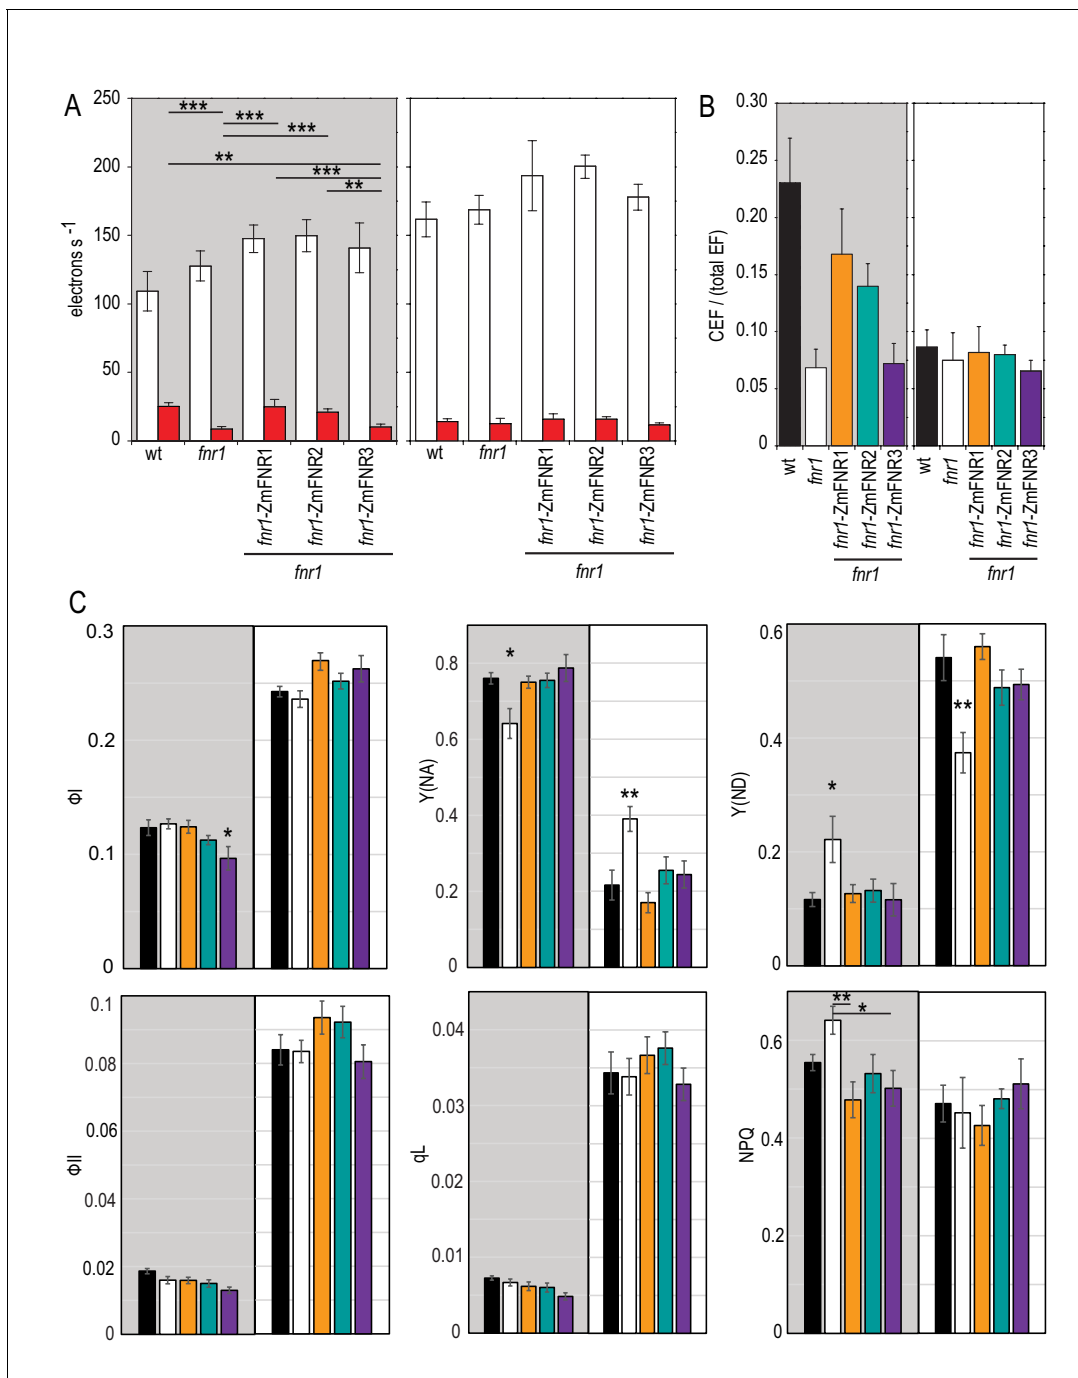 A
250
200
150
100
50
0
electrons s -1
***
***
***
**
***
**
wt
fnr1
fnr1-ZmFNR1
fnr1-ZmFNR2
fnr1-ZmFNR3
fnr1
wt
fnr1
fnr1-ZmFNR1
fnr1-ZmFNR2
fnr1-ZmFNR3
fnr1
B
0.30
0.25
0.20
0.15
0.10
0.05
0
CEF / (total EF)
wt
fnr1
fnr1-ZmFNR1
fnr1-ZmFNR2
fnr1-ZmFNR3
fnr1
wt
fnr1
fnr1-ZmFNR1
fnr1-ZmFNR2
fnr1-ZmFNR3
fnr1
C
0.3
0.2
0.1
0
ΦI
*
0.8
0.6
0.4
0.2
0
Y(NA)
*
**
0.6
0.4
0.2
0
Y(ND)
*
**
0.1
0.08
0.06
0.04
0.02
0
ΦII
0.04
0.03
0.02
0.01
0
qL
0.6
0.4
0.2
0
NPQ
**
*